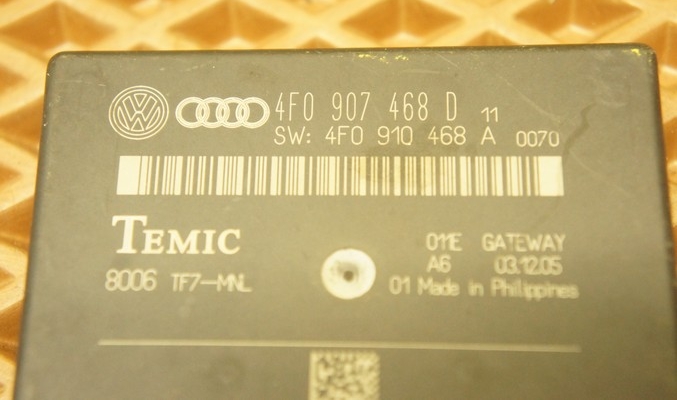 4F0 907 468 D 11
SW: 4F0 910 468 A 0070
TEMIC
8006 TF7-MNL
011E GATEWAY
A6 03.12.05
01 Made in Philippines